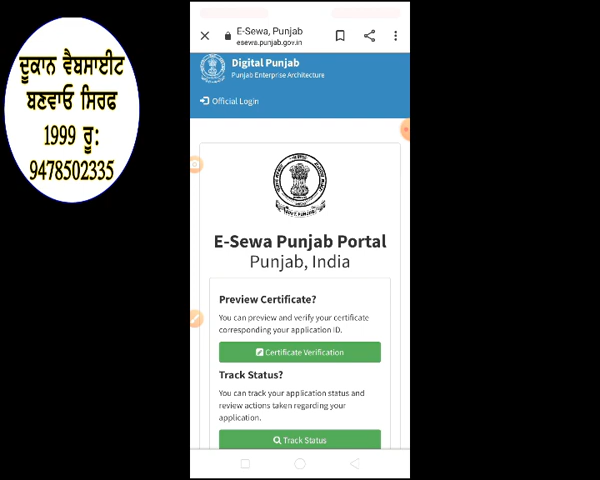 ਦੂਕਾਨ ਵੈਬਸਾਈਟ
ਬਣਵਾਓ ਸਿਰਫ
1999 ਰੂ:
9478502335
E-Sewa, Punjab
esewa.punjab.gov.in
Digital Punjab
Punjab Enterprise Architecture
Official Login
E-Sewa Punjab Portal
Punjab, India
Preview Certificate?
You can preview and verify your certificate
corresponding your application ID.
Certificate Verification
Track Status?
You can track your application status and
review actions taken regarding your
application.
Track Status